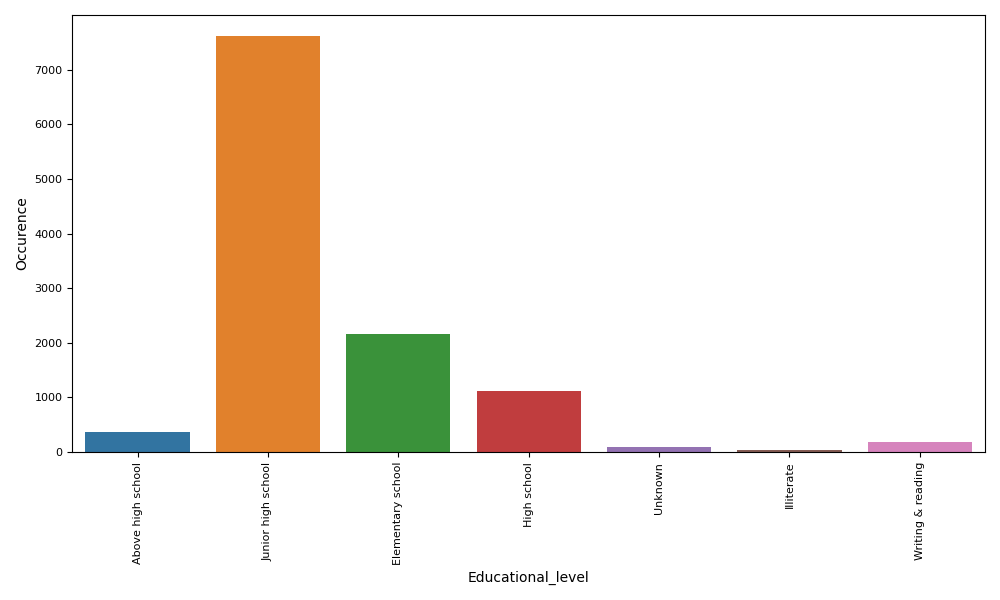 7000
6000
5000
4000
3000
2000
1000
0
Occurence
Above high school
Junior high school
Elementary school
High school
Unknown
Illiterate
Writing & reading
Educational_level